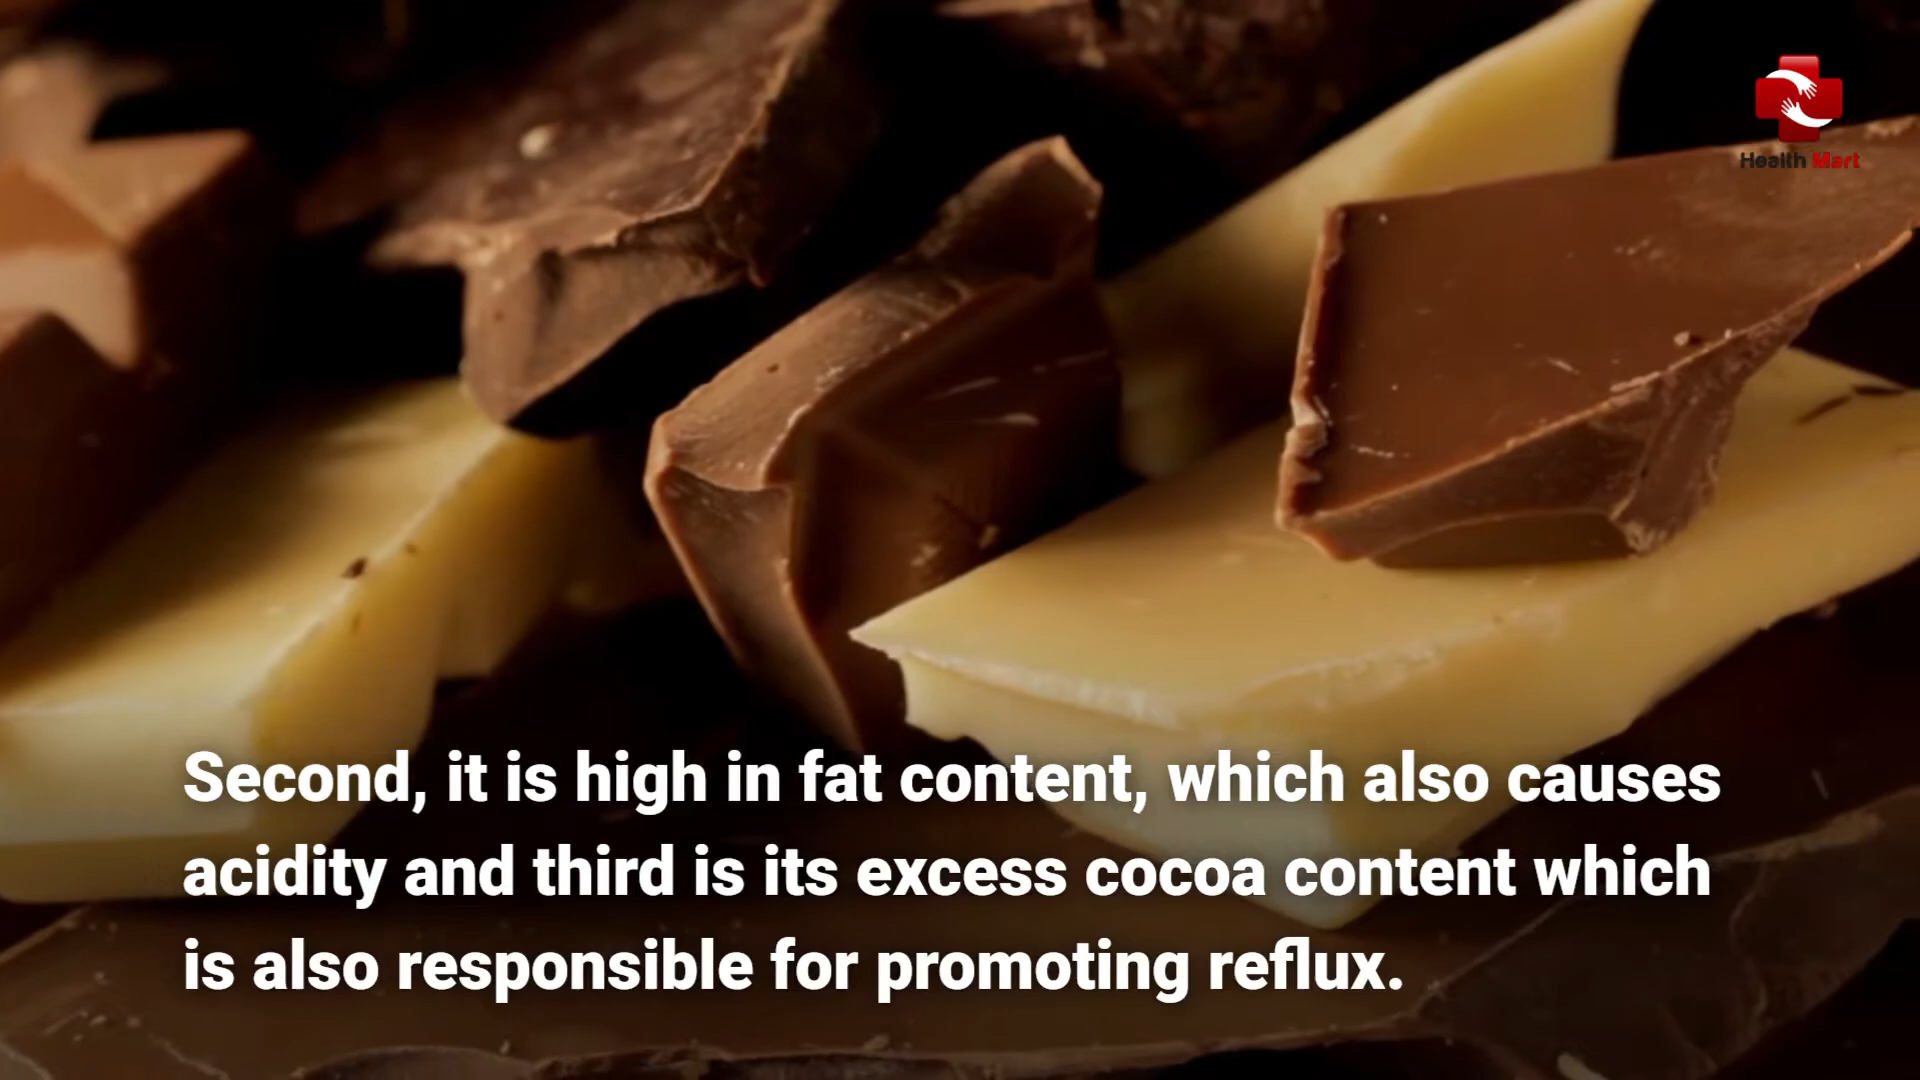 Health Mart
Second, it is high in fat content, which also causes
acidity and third is its excess cocoa content which
is also responsible for promoting reflux.